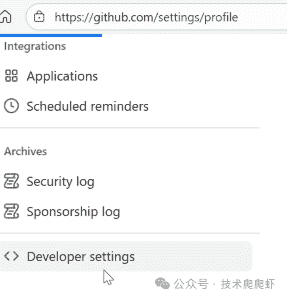 https://github.com/settings/profile
Integrations
Applications
Scheduled reminders
Archives
Security log
Sponsorship log
Developer settings
公众号 · 技术爬爬虾